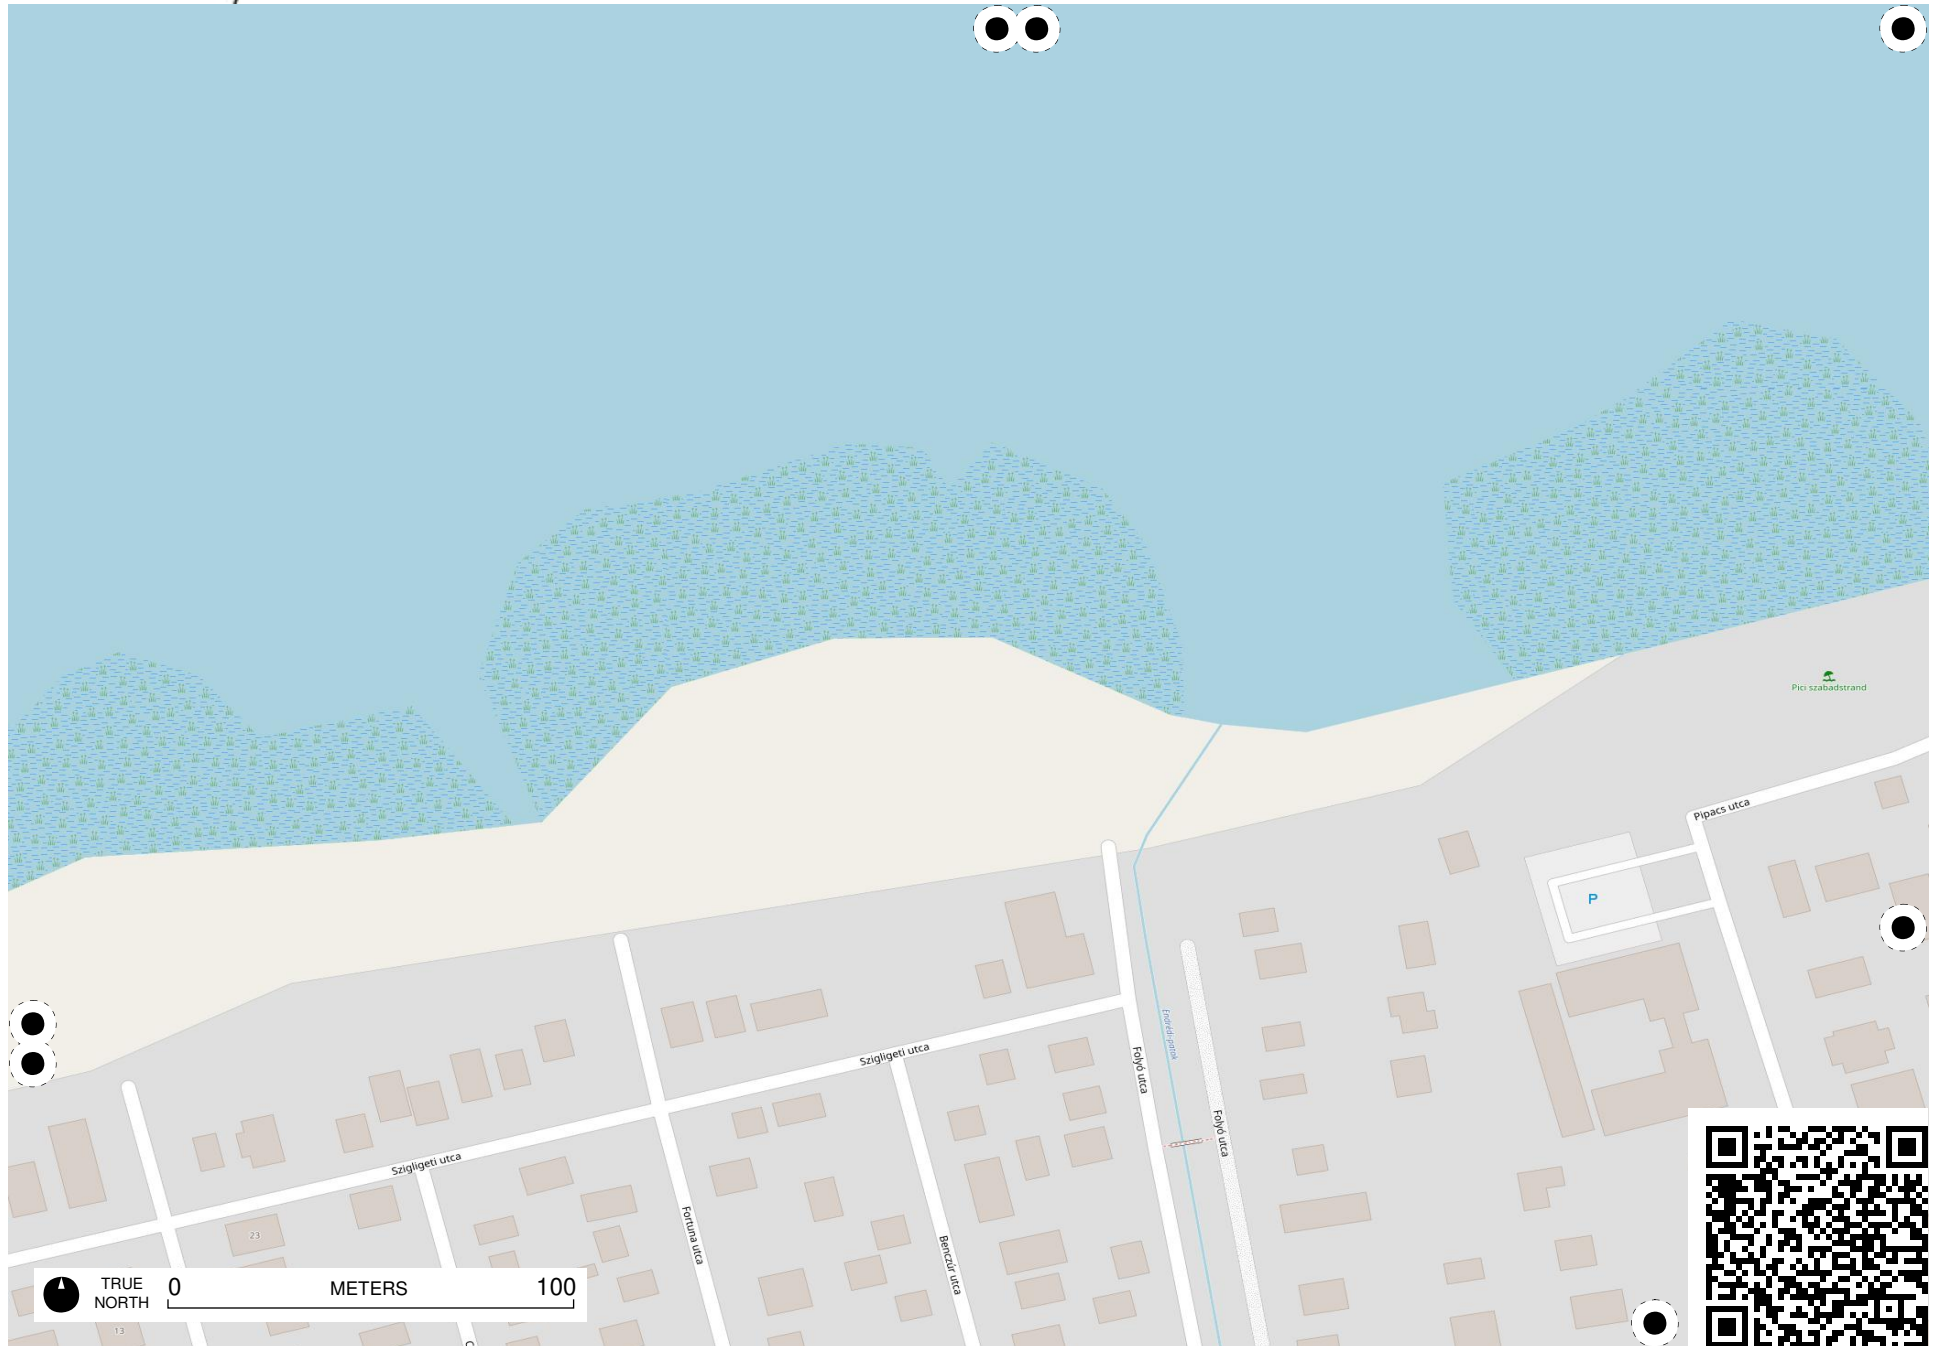 Pici szabadstrand
Pipacs utca
P
Endrédi-patak
Szigligeti utca
Folyó utca
Folyó utca
Szigligeti utca
Fortuna utca
Benczúr utca
23
TRUE
NORTH
0
METERS
100
13